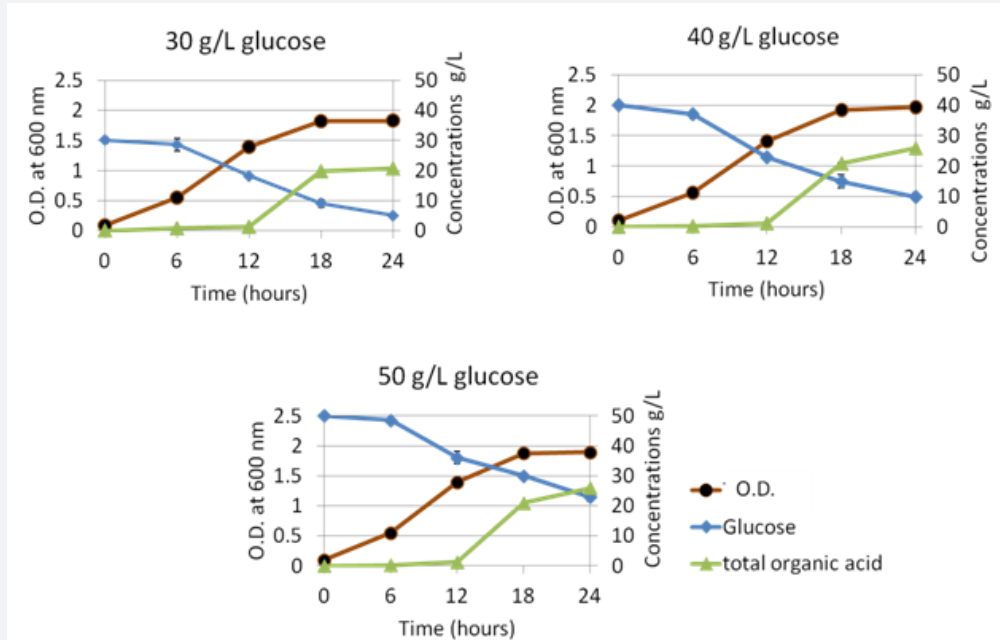 30 g/L glucose
O.D. at 600 nm
2.5
2
1.5
1
0.5
0
50
40
30
20
10
0
Concentrations g/L
0 6 12 18 24
Time (hours)
40 g/L glucose
O.D. at 600 nm
2.5
2
1.5
1
0.5
0
50
40
30
20
10
0
Concentrations g/L
0 6 12 18 24
Time (hours)
50 g/L glucose
O.D. at 600 nm
2.5
2
1.5
1
0.5
0
50
40
30
20
10
0
Concentrations g/L
0 6 12 18 24
Time (hours)
O.D.
Glucose
total organic acid